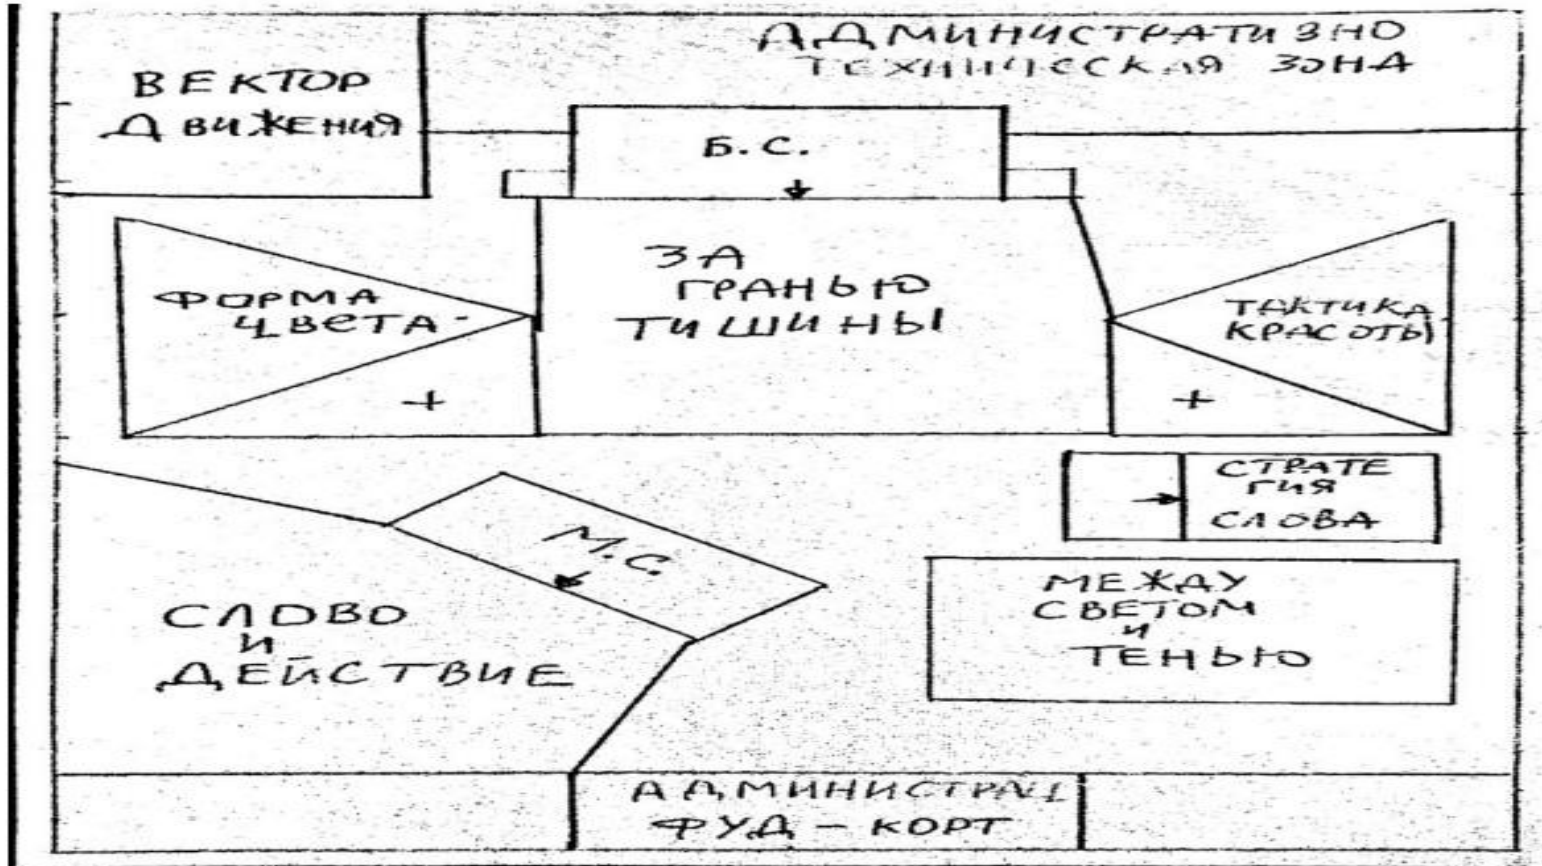 АДМИНИСТРАТИВНО
ТЕХНИЧЕСКАЯ ЗОНА
ВЕКТОР
ДВИЖЕНИЯ
Б.С.
ЗА
ГРАНЬЮ
ТИШИНЫ
ФОРМА
ЦВЕТА
ТАКТИКА
КРАСОТЫ
СТРАТЕ
ГИЯ
СЛОВА
М.С.
СЛОВО
И
ДЕЙСТВИЕ
МЕЖДУ
СВЕТОМ
И
ТЕНЬЮ
АДМИНИСТРАЦ
ФУД - КОРТ